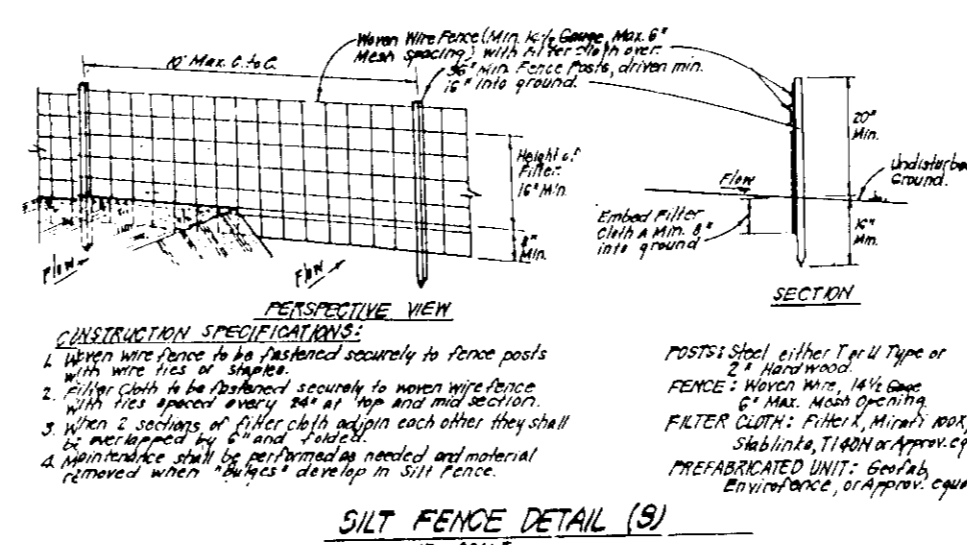 Woven Wire Fence (Min. 14½ Gauge, Max. 6"
Mesh Spacing) with Filter cloth over.
36" Min. Fence Posts, driven min.
16" into ground.
10' Max. C. to C.
Height of
Filter.
16" Min.
8"
Min.
Flow
Flow
PERSPECTIVE VIEW
20"
Min.
Undisturbed
Ground.
Flow
Embed Filter
Cloth A Min. 8"
into ground
16"
Min.
SECTION
CONSTRUCTION SPECIFICATIONS:
1. Woven wire fence to be fastened securely to fence posts
with wire ties or staples.
2. Filter Cloth to be fastened securely to woven wire fence
with ties spaced every 24" at top and mid section.
3. When 2 sections of filter cloth adjoin each other they shall
be overlapped by 6" and folded.
4. Maintenance shall be performed as needed and material
removed when "Bulges" develop in Silt Fence.
POSTS: Steel either T or U Type or
2" Hardwood.
FENCE: Woven Wire, 14½ Gage
6" Max. Mesh Opening
FILTER CLOTH: Filter X, Mirafi 100X,
Stablinka, T140N or Approv. eq
PREFABRICATED UNIT: Geofab,
Envirofence, or Approv. equa
SILT FENCE DETAIL (S)